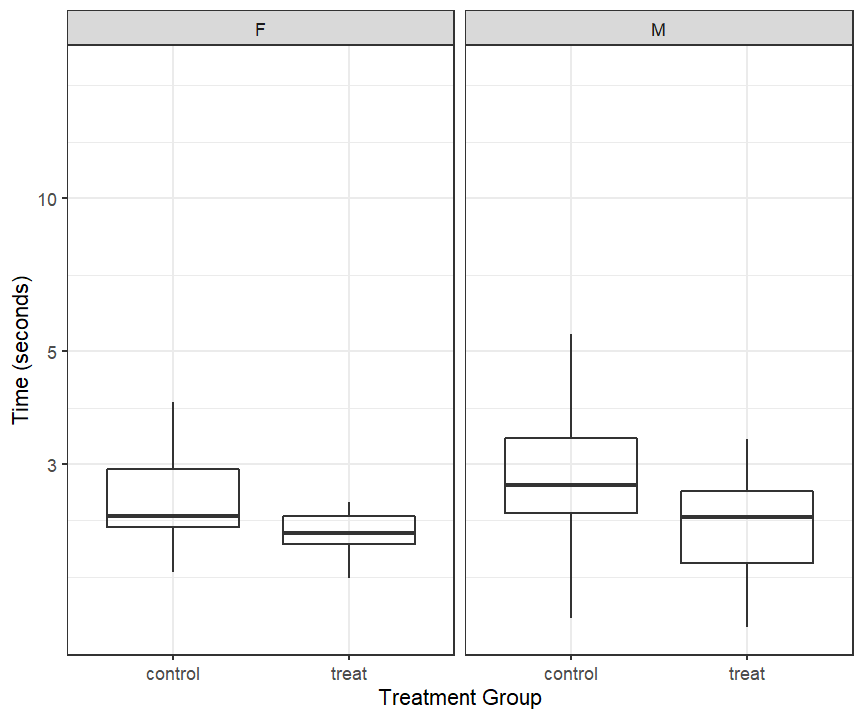 F
M
10
5
3
Time (seconds)
control
treat
control
treat
Treatment Group